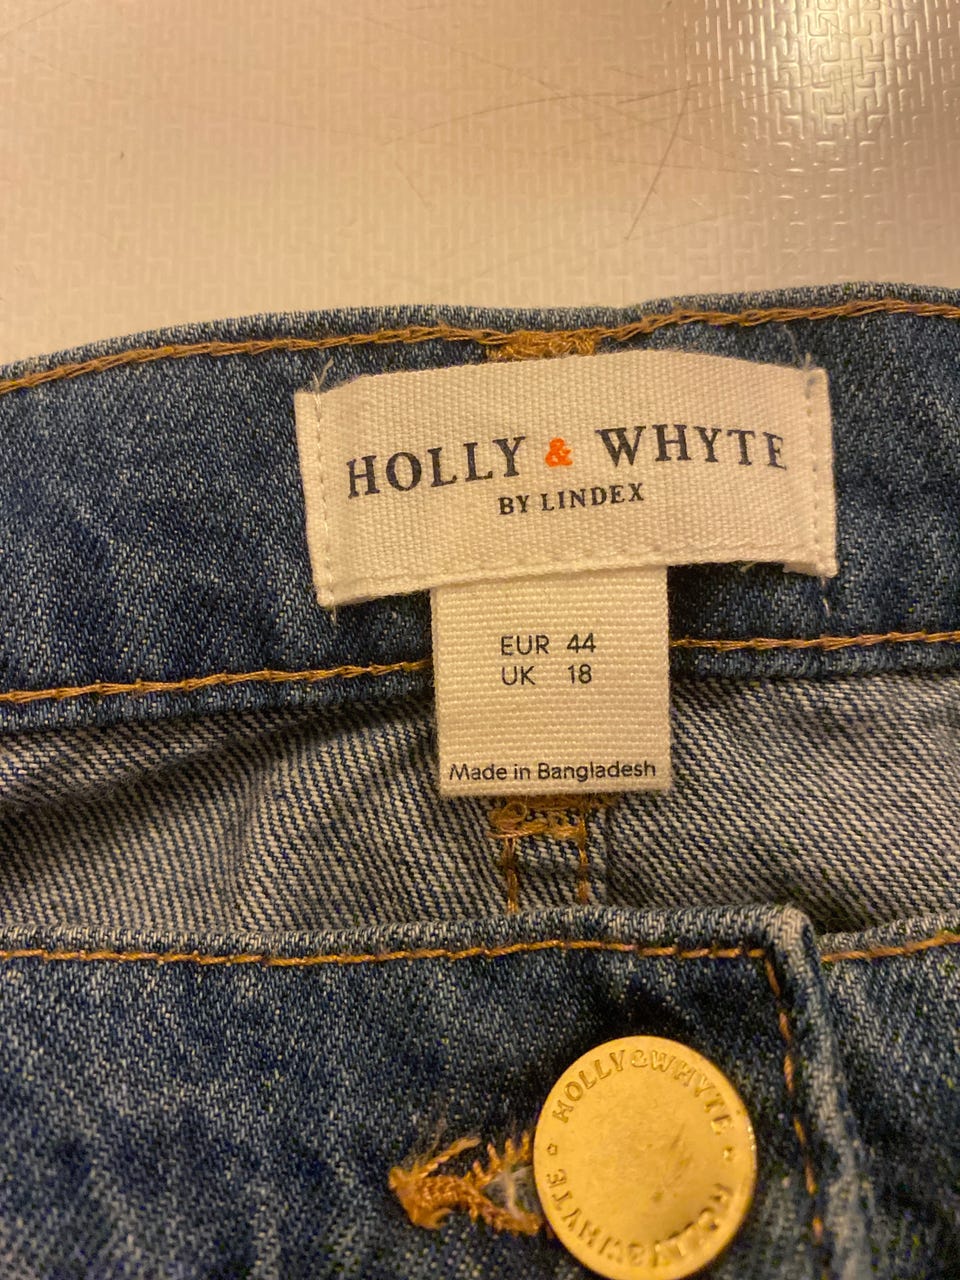 HOLLY & WHYTE
BY LINDEX
EUR 44
UK 18
Made in Bangladesh
HOLLY&WHYTE
HOLLY&WHYTE